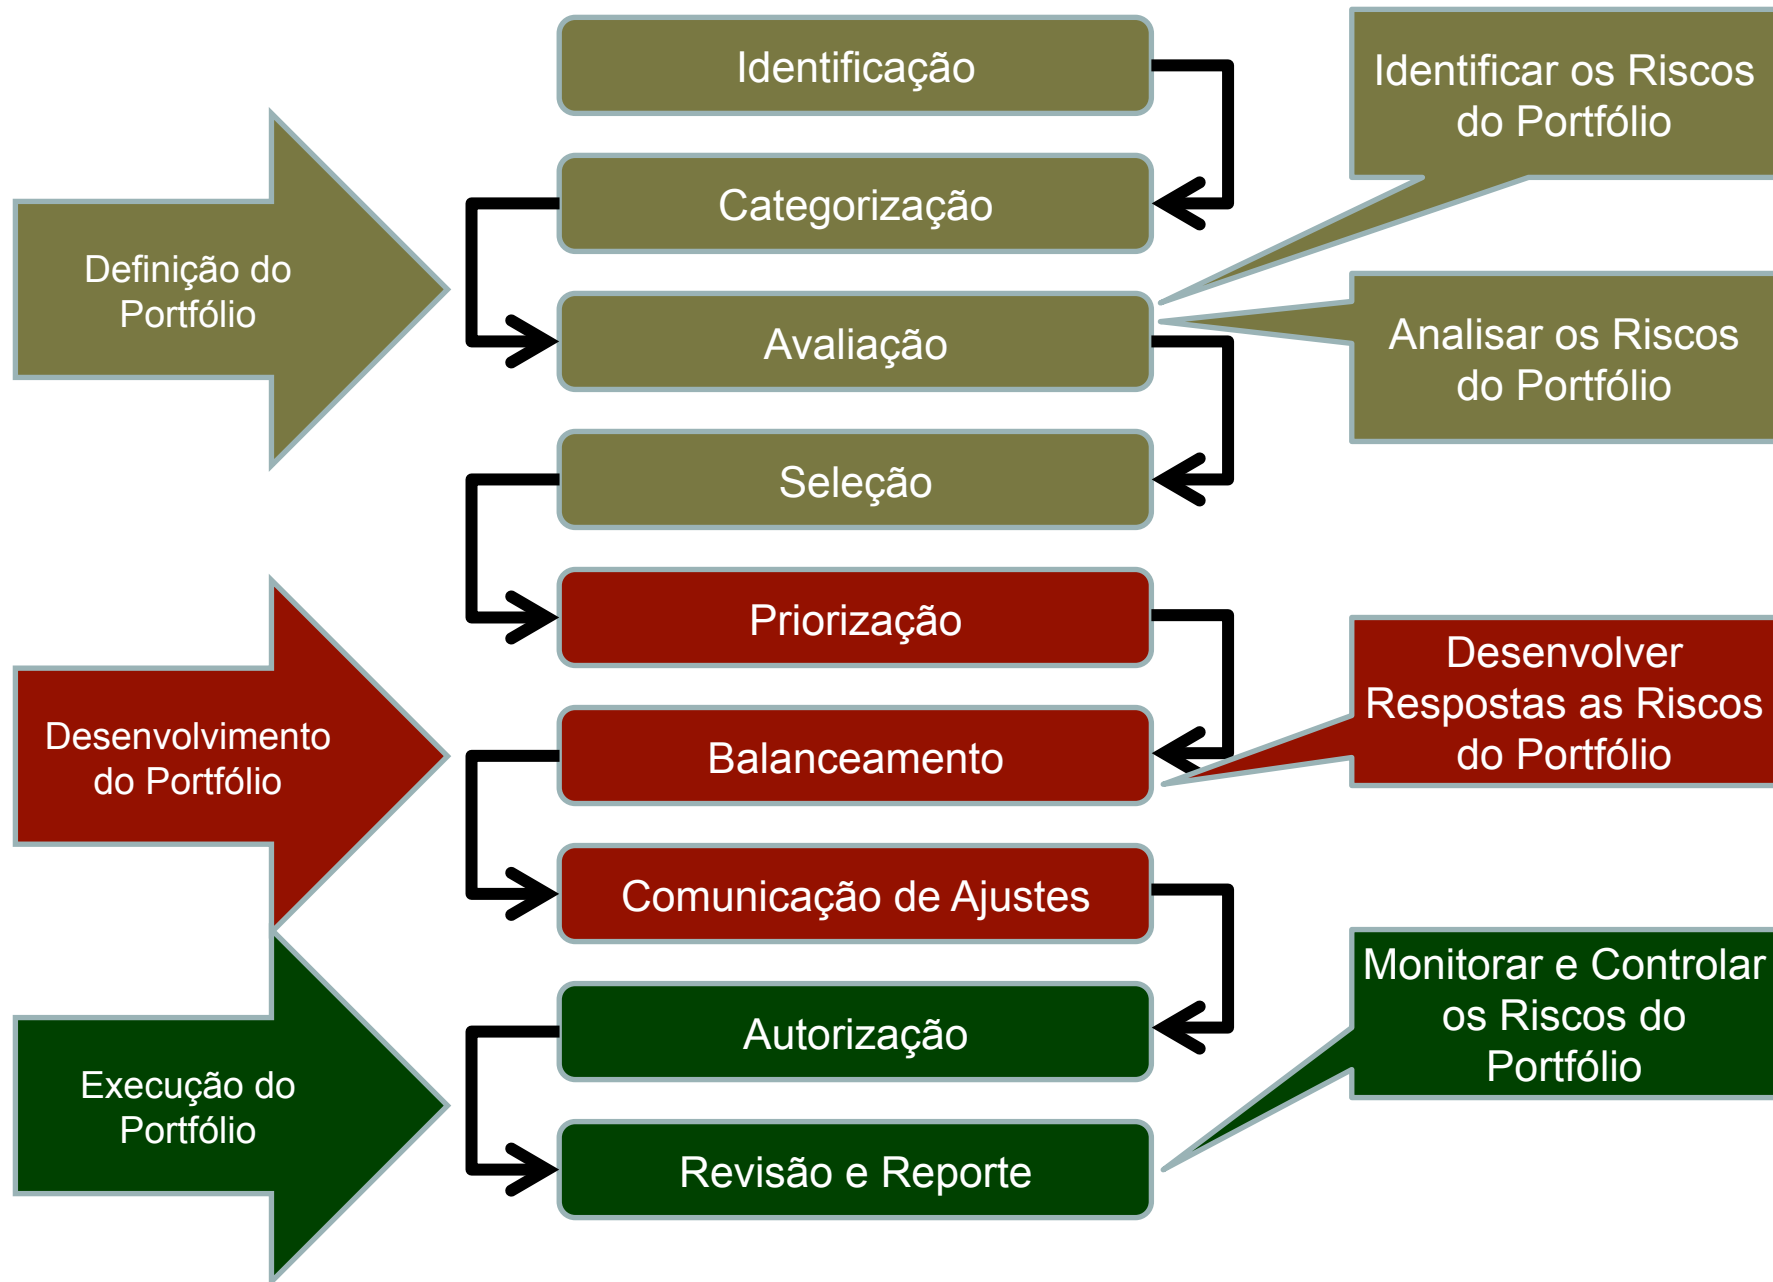 Identificação
Categorização
Avaliação
Seleção
Priorização
Balanceamento
Comunicação de Ajustes
Autorização
Revisão e Reporte
Definição do
Portfólio
Desenvolvimento
do Portfólio
Execução do
Portfólio
Identificar os Riscos
do Portfólio
Analisar os Riscos
do Portfólio
Desenvolver
Respostas as Riscos
do Portfólio
Monitorar e Controlar
os Riscos do
Portfólio